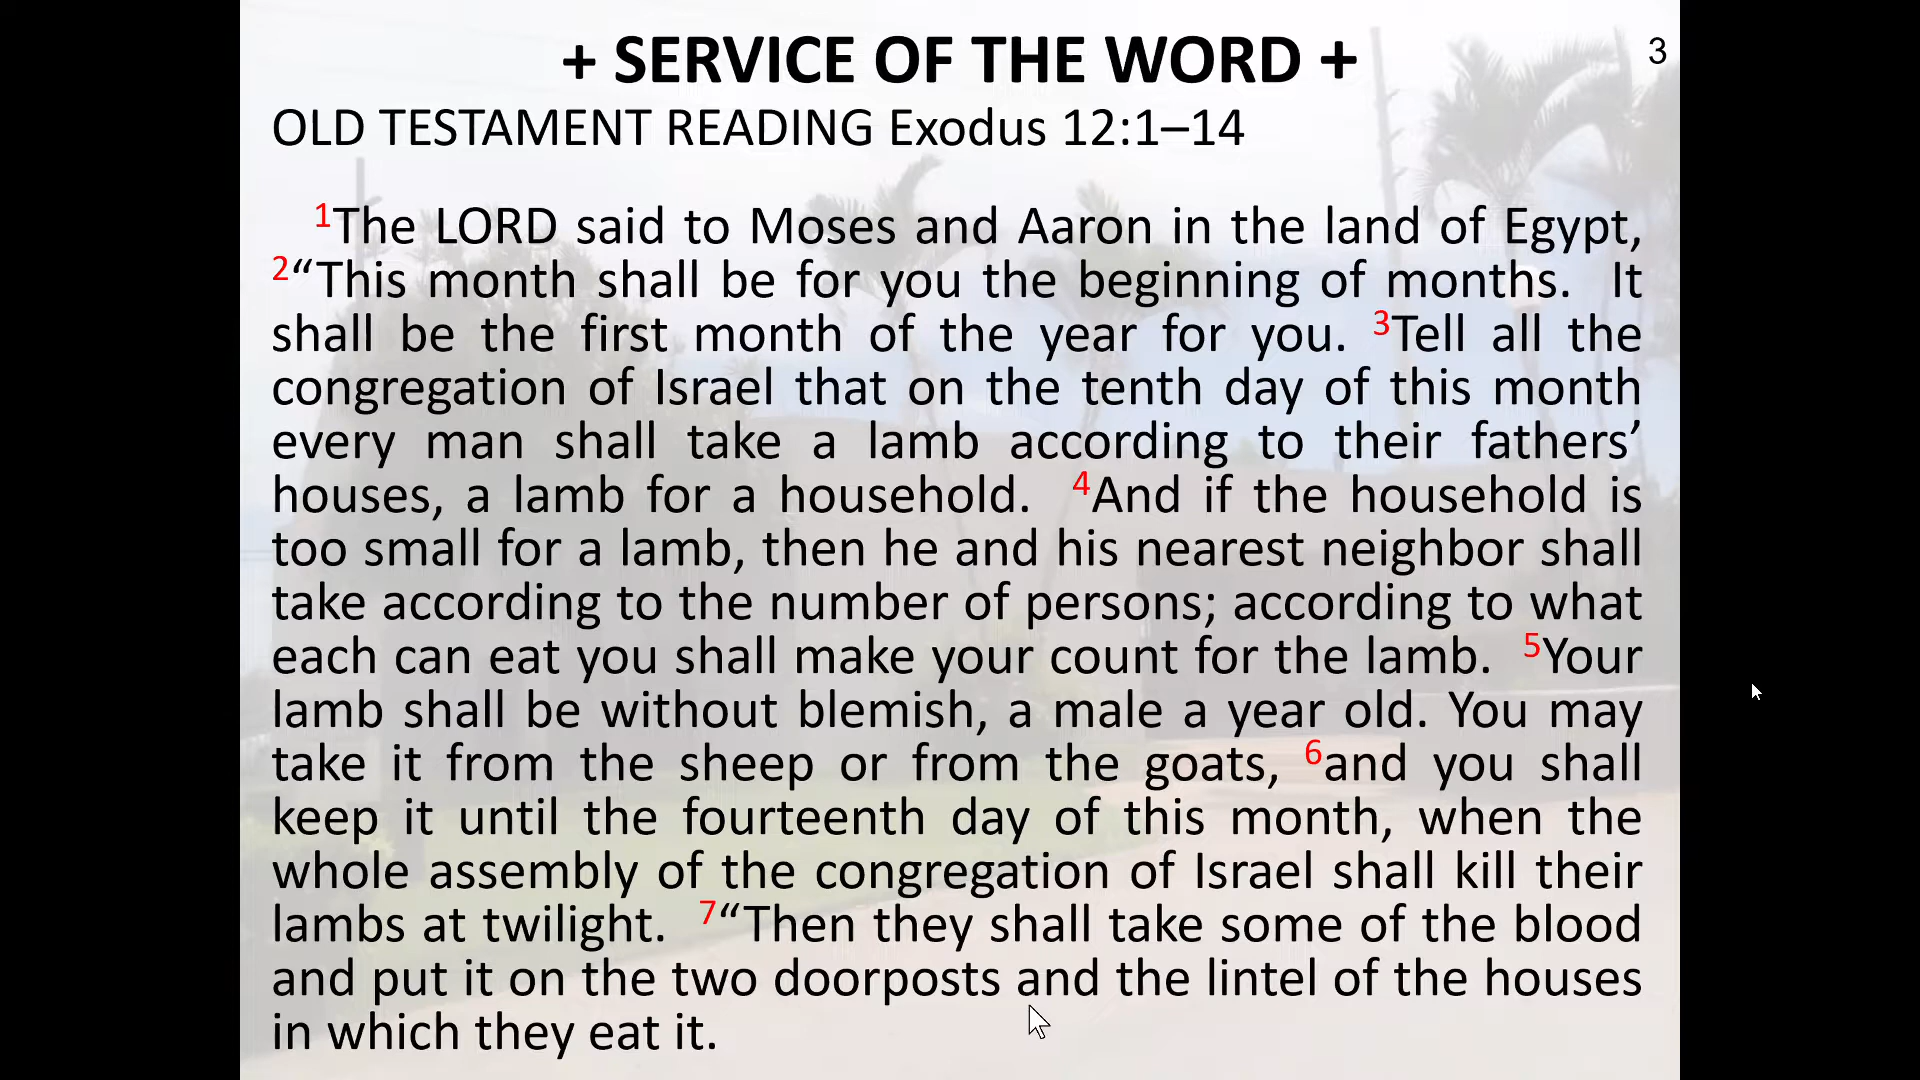 + SERVICE OF THE WORD +
3
OLD TESTAMENT READING Exodus 12:1–14
1The LORD said to Moses and Aaron in the land of Egypt,
2“This month shall be for you the beginning of months. It
shall be the first month of the year for you. 3Tell all the
congregation of Israel that on the tenth day of this month
every man shall take a lamb according to their fathers’
houses, a lamb for a household. 4And if the household is
too small for a lamb, then he and his nearest neighbor shall
take according to the number of persons; according to what
each can eat you shall make your count for the lamb. 5Your
lamb shall be without blemish, a male a year old. You may
take it from the sheep or from the goats, 6and you shall
keep it until the fourteenth day of this month, when the
whole assembly of the congregation of Israel shall kill their
lambs at twilight. 7“Then they shall take some of the blood
and put it on the two doorposts and the lintel of the houses
in which they eat it.